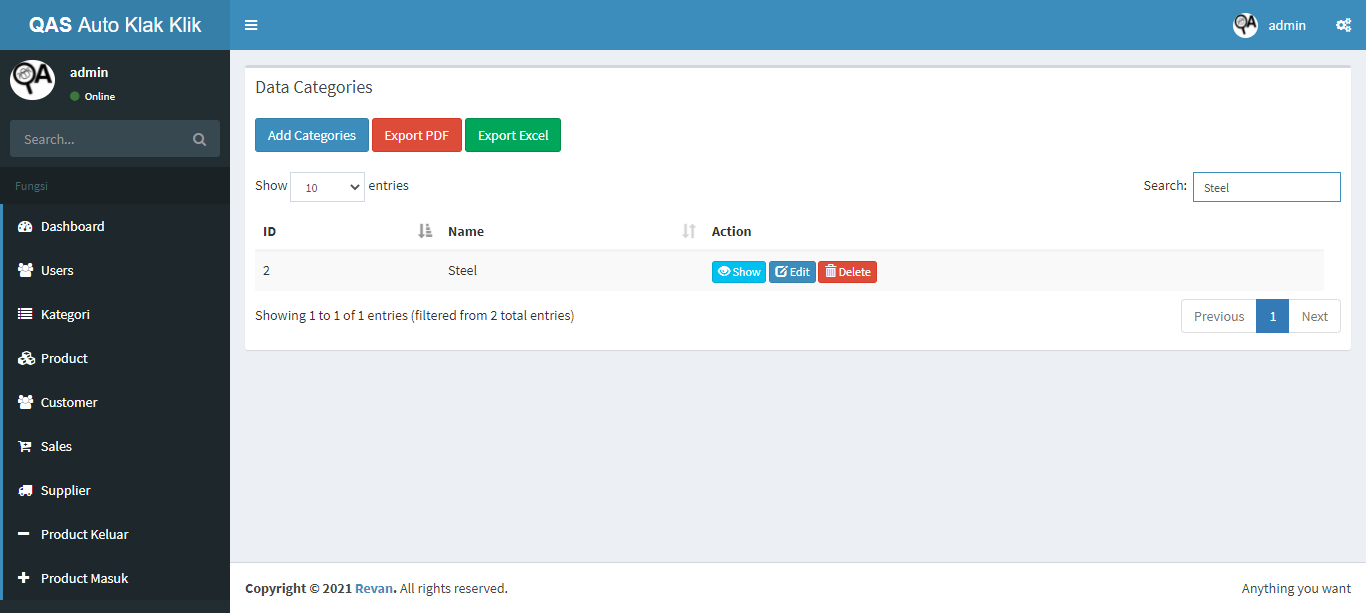 QAS Auto Klak Klik
admin
admin
Online
Search...
Fungsi
Dashboard
Users
Kategori
Product
Customer
Sales
Supplier
Product Keluar
Product Masuk
Data Categories
Add Categories Export PDF Export Excel
Show 10 entries Search: Steel
ID Name Action
2 Steel Show Edit Delete
Showing 1 to 1 of 1 entries (filtered from 2 total entries) Previous 1 Next
Copyright © 2021 Revan. All rights reserved. Anything you want